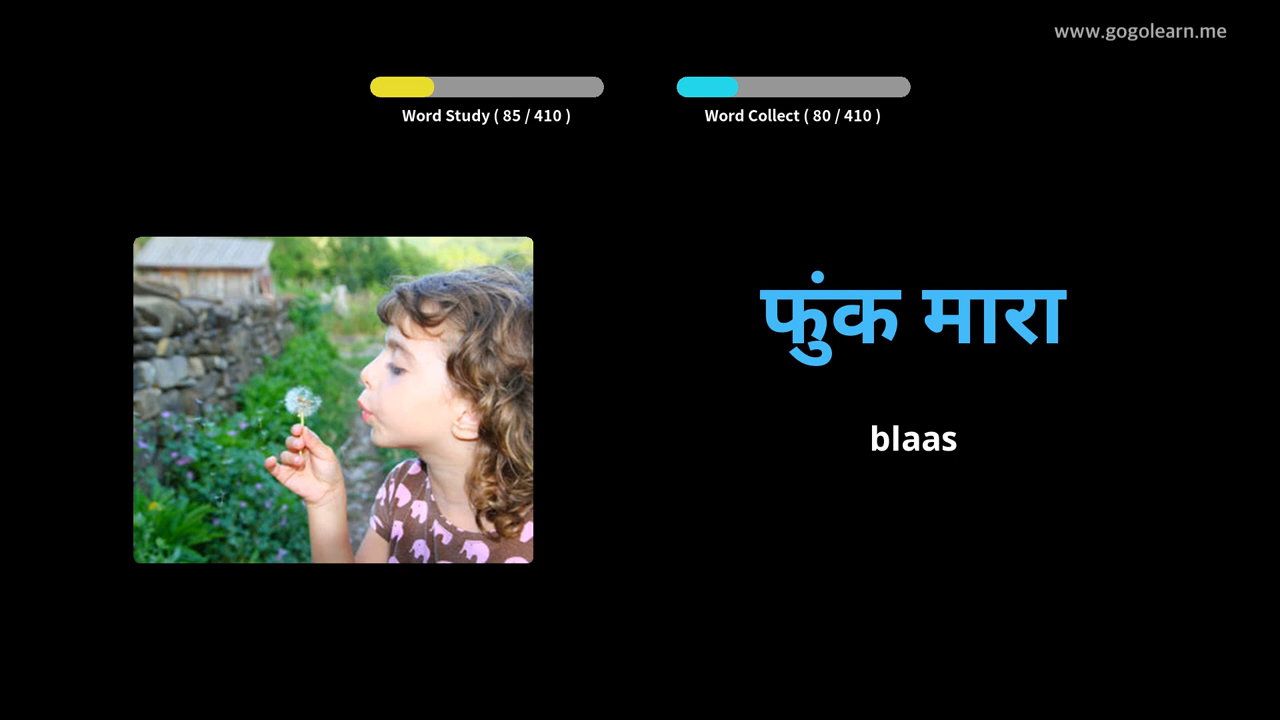 www.gogolearn.me
Word Study ( 85 / 410 )
Word Collect ( 80 / 410 )
फुंक मारा
blaas